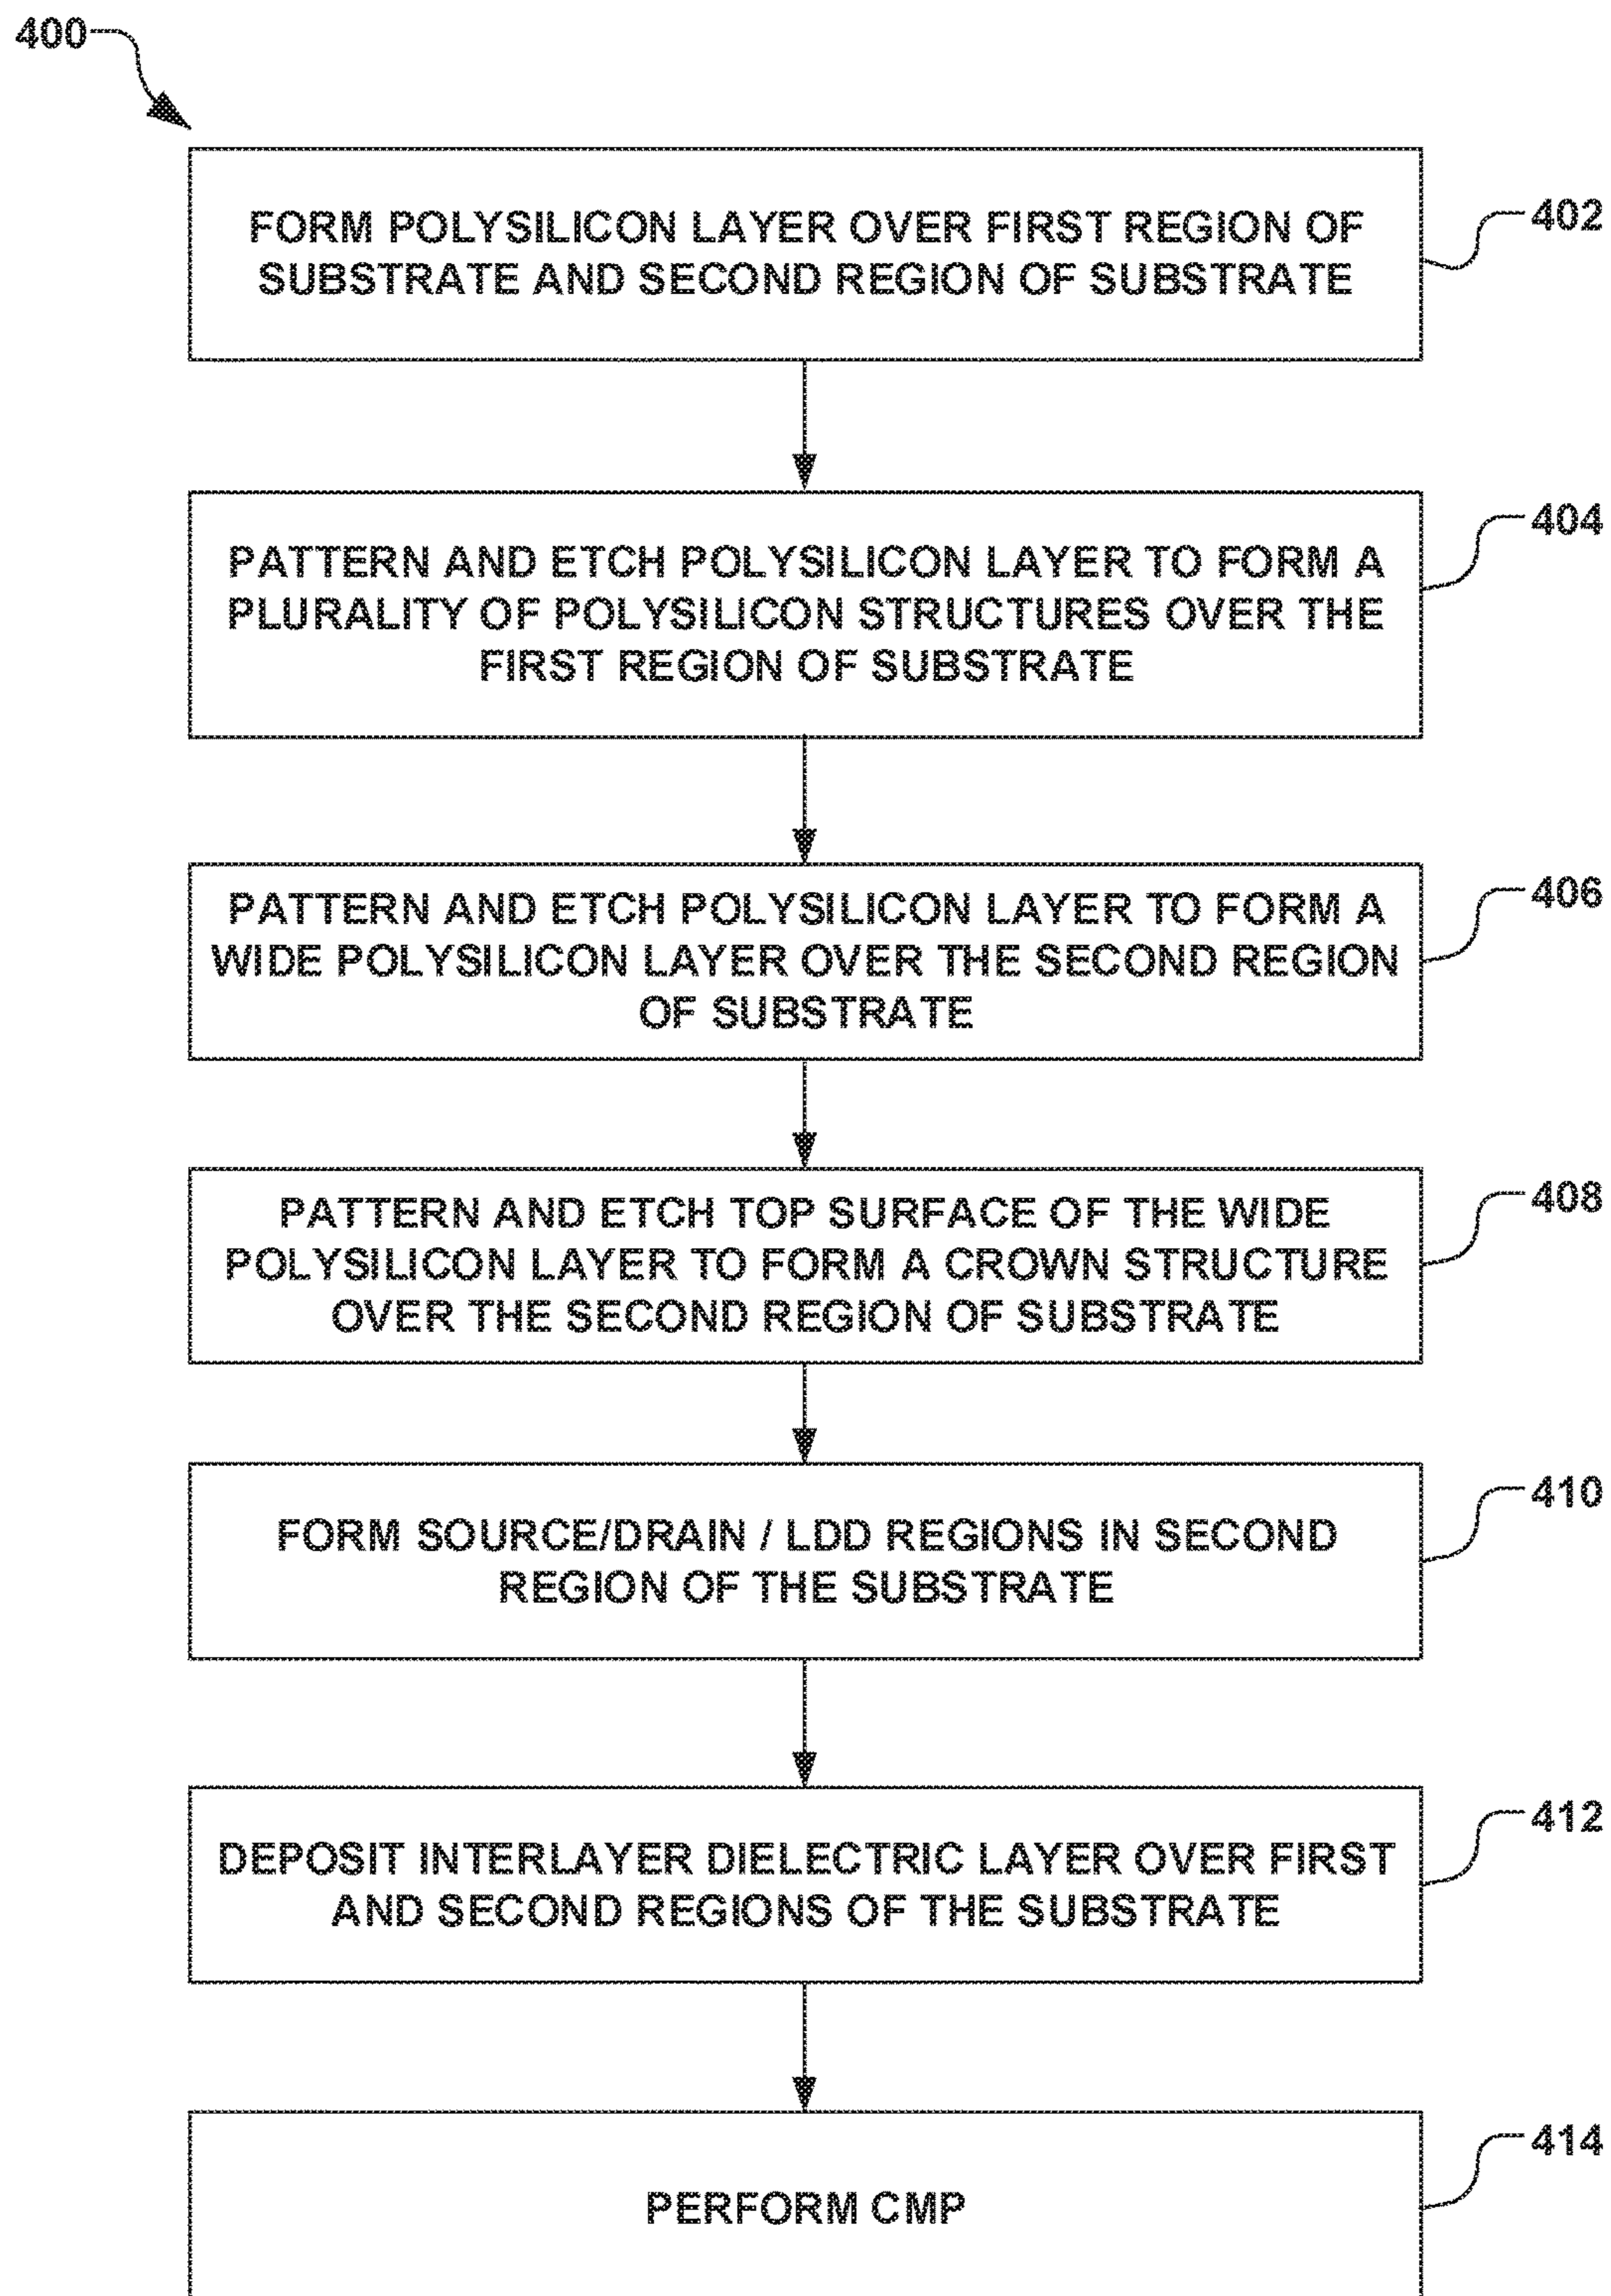 400
FORM POLYSILICON LAYER OVER FIRST REGION OF
SUBSTRATE AND SECOND REGION OF SUBSTRATE
402
PATTERN AND ETCH POLYSILICON LAYER TO FORM A
PLURALITY OF POLYSILICON STRUCTURES OVER THE
FIRST REGION OF SUBSTRATE
404
PATTERN AND ETCH POLYSILICON LAYER TO FORM A
WIDE POLYSILICON LAYER OVER THE SECOND REGION
OF SUBSTRATE
406
PATTERN AND ETCH TOP SURFACE OF THE WIDE
POLYSILICON LAYER TO FORM A CROWN STRUCTURE
OVER THE SECOND REGION OF SUBSTRATE
408
FORM SOURCE/DRAIN / LDD REGIONS IN SECOND
REGION OF THE SUBSTRATE
410
DEPOSIT INTERLAYER DIELECTRIC LAYER OVER FIRST
AND SECOND REGIONS OF THE SUBSTRATE
412
PERFORM CMP
414